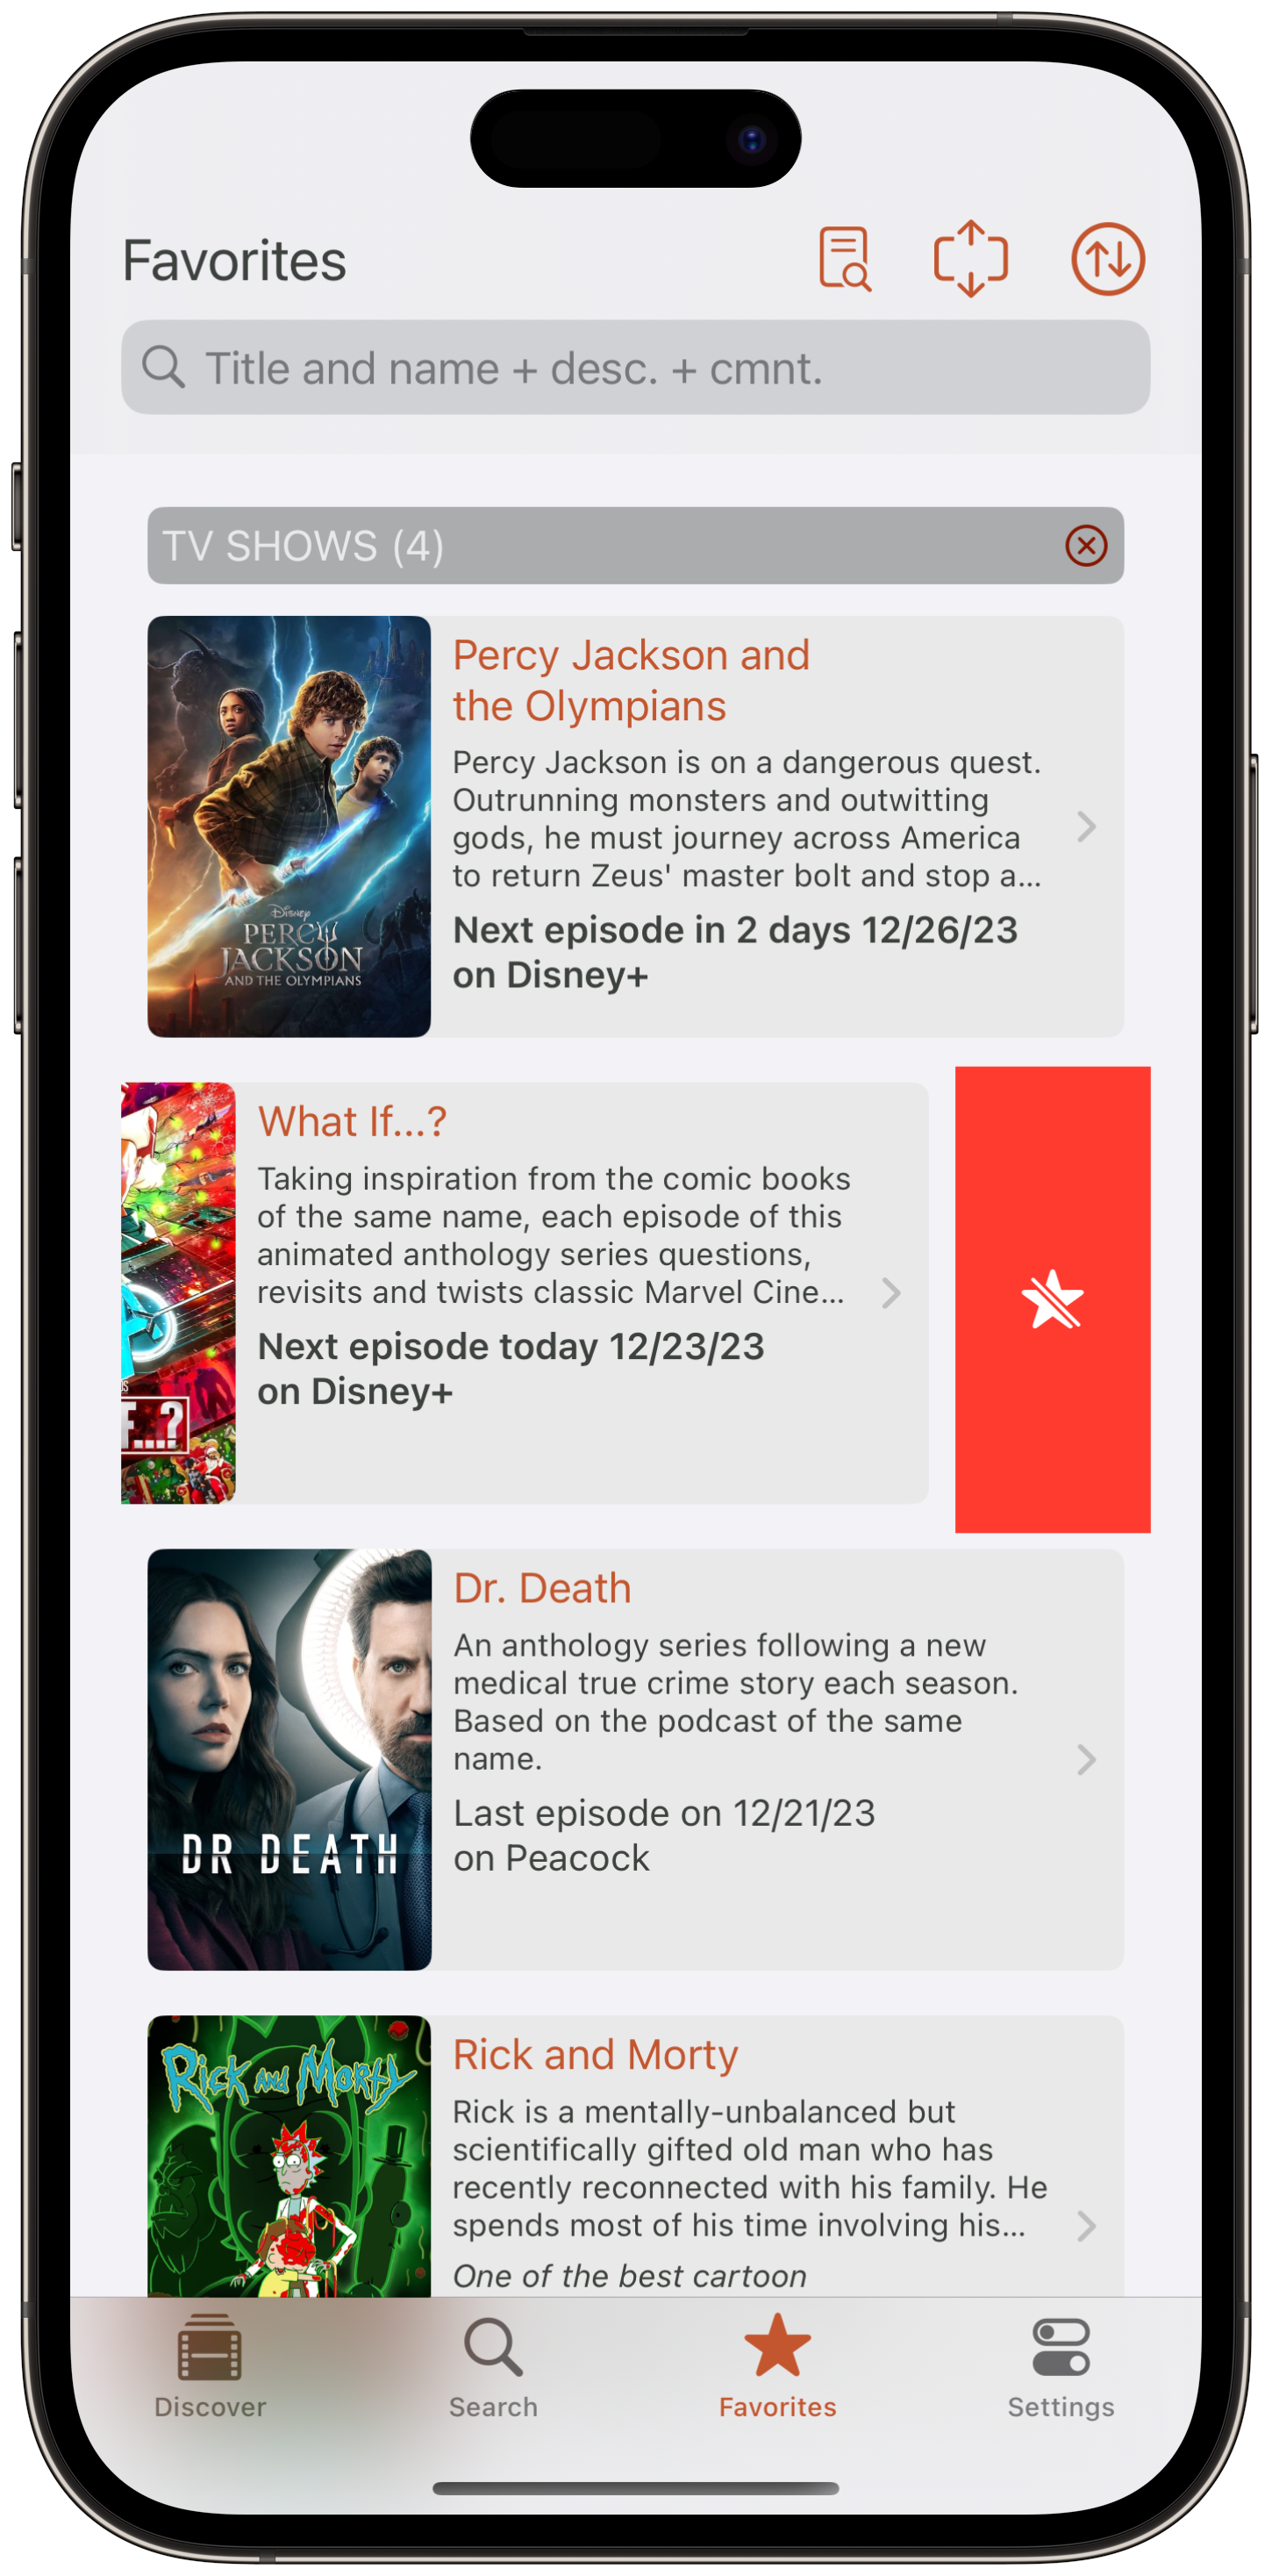 Favorites
Title and name + desc. + cmnt.
TV SHOWS (4)
Disney
PERCY
JACKSON
AND THE OLYMPIANS
Percy Jackson and
the Olympians
Percy Jackson is on a dangerous quest.
Outrunning monsters and outwitting
gods, he must journey across America
to return Zeus' master bolt and stop a...
Next episode in 2 days 12/26/23
on Disney+
F...?
What If...?
Taking inspiration from the comic books
of the same name, each episode of this
animated anthology series questions,
revisits and twists classic Marvel Cine...
Next episode today 12/23/23
on Disney+
DR DEATH
Dr. Death
An anthology series following a new
medical true crime story each season.
Based on the podcast of the same
name.
Last episode on 12/21/23
on Peacock
Rick and Morty
Rick and Morty
Rick is a mentally-unbalanced but
scientifically gifted old man who has
recently reconnected with his family. He
spends most of his time involving his...
One of the best cartoon
Discover
Search
Favorites
Settings